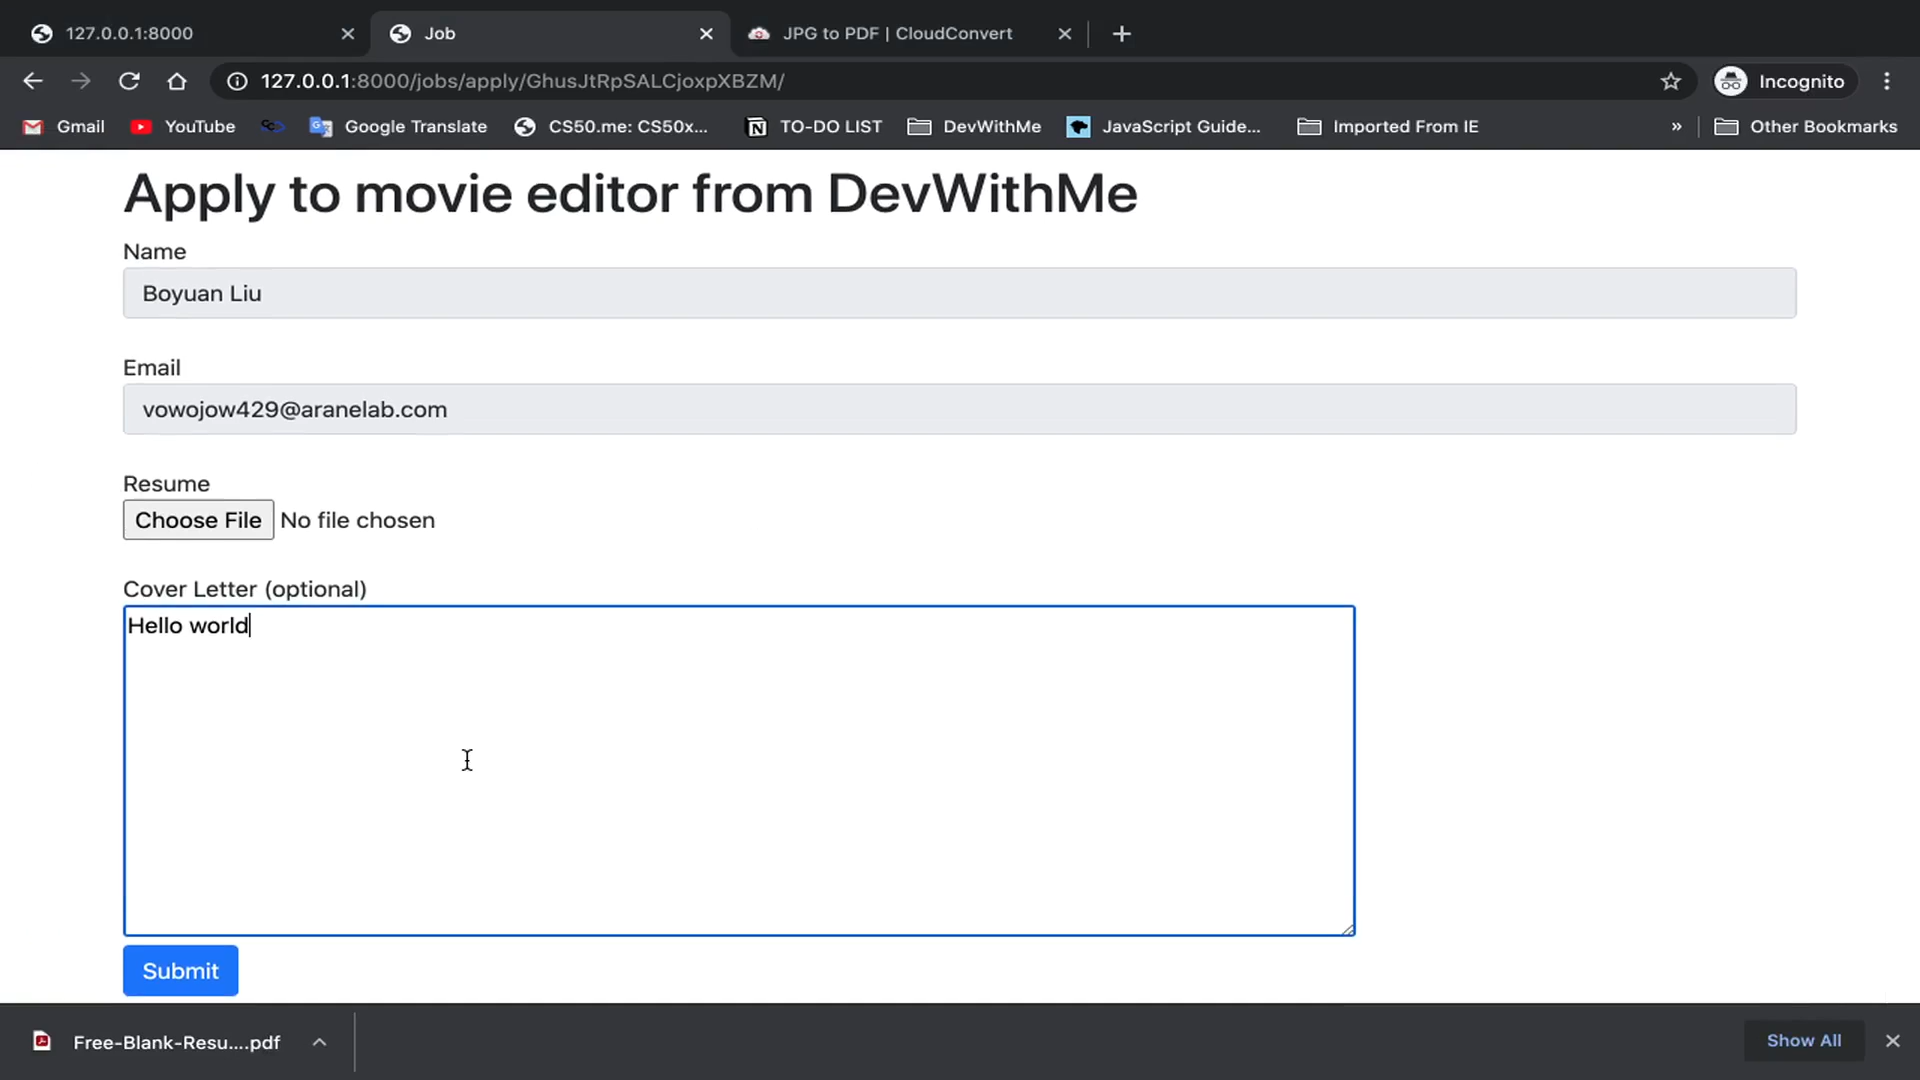 127.0.0.1:8000
Job
JPG to PDF | CloudConvert
127.0.0.1:8000/jobs/apply/GhusJtRpSALCjoxpXBZM/
Incognito
Gmail
YouTube
Google Translate
CS50.me: CS50x...
TO-DO LIST
DevWithMe
JavaScript Guide...
Imported From IE
»
Other Bookmarks
Apply to movie editor from DevWithMe
Name
Boyuan Liu
Email
vowojow429@aranelab.com
Resume
Choose File No file chosen
Cover Letter (optional)
Hello world
Submit
Free-Blank-Resu....pdf
Show All